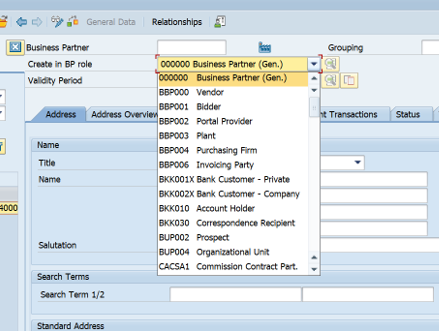 General Data Relationships
Business Partner Grouping
Create in BP role 000000 Business Partner (Gen.)
Validity Period
000000 Business Partner (Gen.)
BBP000 Vendor
BBP001 Bidder
BBP002 Portal Provider
BBP003 Plant
BBP004 Purchasing Firm
BBP006 Invoicing Party
BKK001X Bank Customer - Private
BKK002X Bank Customer - Company
BKK010 Account Holder
BKK030 Correspondence Recipient
BUP002 Prospect
BUP004 Organizational Unit
CACSA1 Commission Contract Part.
Address Address Overview nt Transactions Status
Name
Title
Name
4000
Salutation
Search Terms
Search Term 1/2
Standard Address